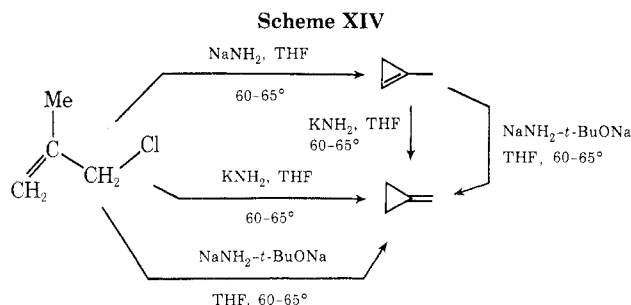 Scheme XIV
NaNH₂, THF
60-65°
Me
C
Cl
CH₂
CH₂
KNH₂, THF
60-65°
NaNH₂-t-BuONa
THF, 60-65°
KNH₂, THF
60-65°
NaNH₂-t-BuONa
THF, 60-65°